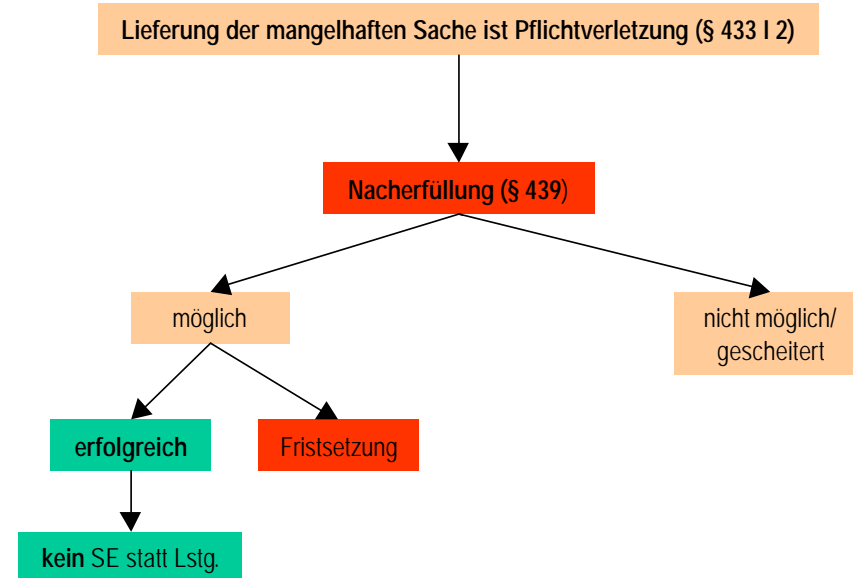 Lieferung der mangelhaften Sache ist Pflichtverletzung (§ 433 I 2)
Nacherfüllung (§ 439)
möglich
nicht möglich/
gescheitert
erfolgreich
Fristsetzung
kein SE statt Lstg.